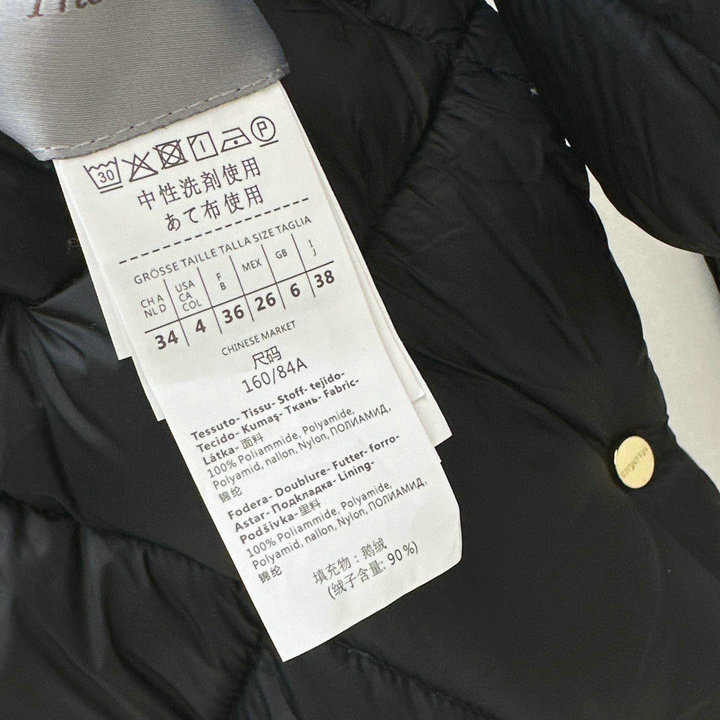 30
P
中性洗剤使用
あて布使用
GRÖSSE TAILLE TALLA SIZE TAGLIA
CH A NL D
USA CA COL
F B
MEX
GB
I J
34 4 36 26 6 38
CHINESE MARKET
尺码
160/84A
Tessuto- Tissu- Stoff- tejido-
Tecido- Kumaş- Ткань- Fabric-
Látka- 面料
100% Poliammide, Polyamide,
Polyamid, nallon, Nylon, ПОЛИАМИД,
锦纶
Fodera- Doublure- Futter- forro-
Astar- Подкладка- Lining-
Podšivka- 里料
100% Poliammide, Polyamide,
Polyamid, nallon, Nylon, ПОЛИАМИД,
锦纶
填充物: 鹅绒
(绒子含量: 90%)